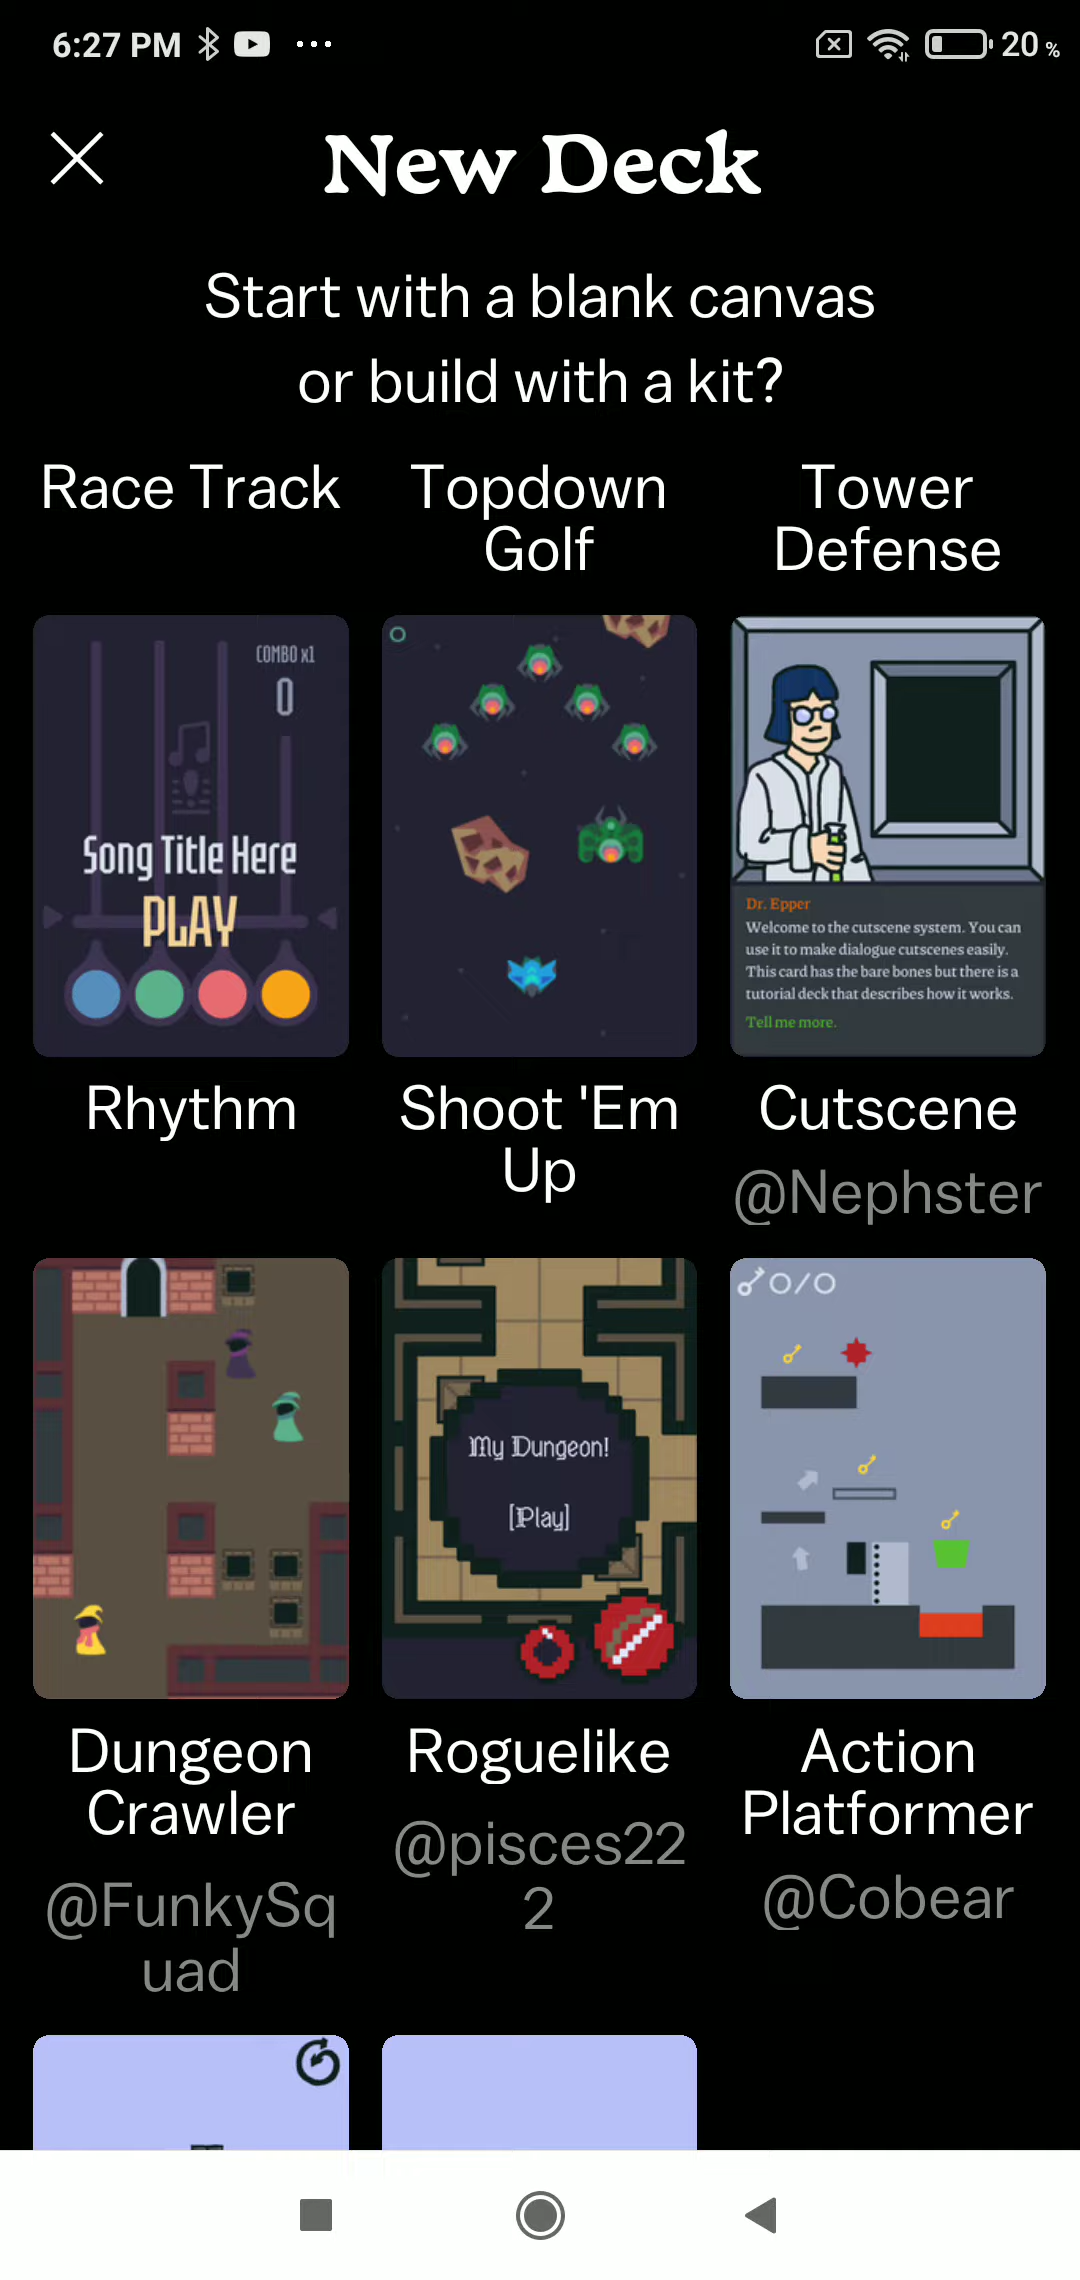 6:27 PM
20 %
New Deck
Start with a blank canvas
or build with a kit?
Race Track
Topdown
Golf
Tower
Defense
COMBO x1
0
Song Title Here
PLAY
Rhythm
Shoot 'Em
Up
Dr. Epper
Welcome to the cutscene system. You can
use it to make dialogue cutscenes easily.
This card has the bare bones but there is a
tutorial deck that describes how it works.
Tell me more.
Cutscene
@Nephster
Dungeon
Crawler
@FunkySq
uad
My Dungeon!
[Play]
Roguelike
@pisces22
2
0/0
Action
Platformer
@Cobear